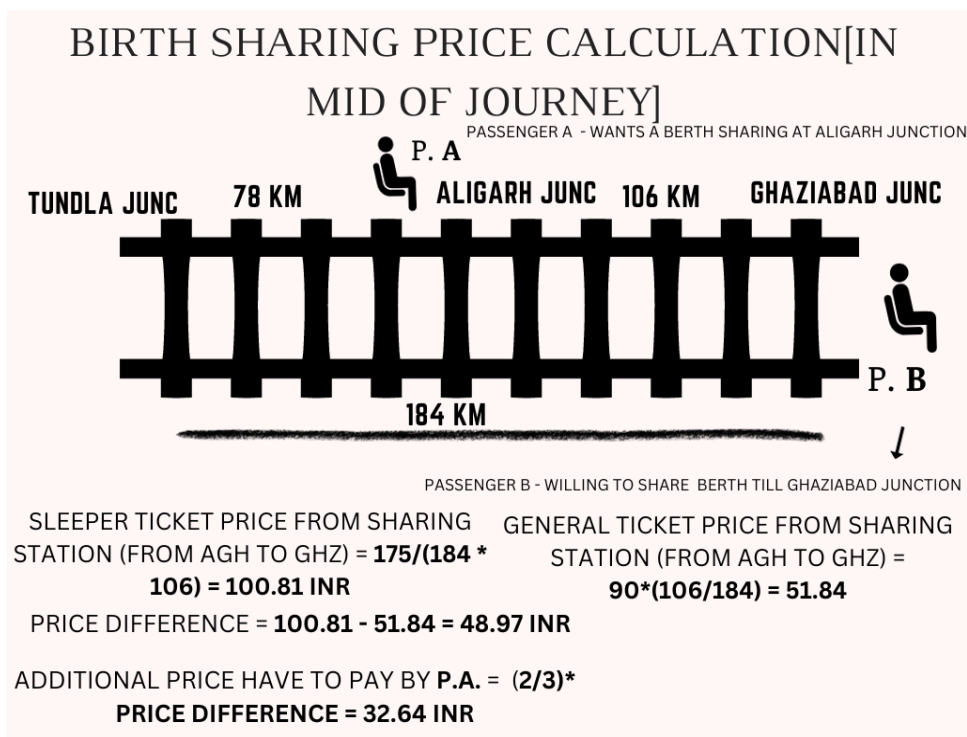 BIRTH SHARING PRICE CALCULATION[IN
MID OF JOURNEY]
PASSENGER A - WANTS A BERTH SHARING AT ALIGARH JUNCTION
P. A
TUNDLA JUNC
78 KM
ALIGARH JUNC
106 KM
GHAZIABAD JUNC
P. B
184 KM
PASSENGER B - WILLING TO SHARE BERTH TILL GHAZIABAD JUNCTION
SLEEPER TICKET PRICE FROM SHARING
STATION (FROM AGH TO GHZ) = 175/(184 *
106) = 100.81 INR
GENERAL TICKET PRICE FROM SHARING
STATION (FROM AGH TO GHZ) =
90*(106/184) = 51.84
PRICE DIFFERENCE = 100.81 - 51.84 = 48.97 INR
ADDITIONAL PRICE HAVE TO PAY BY P.A. = (2/3)*
PRICE DIFFERENCE = 32.64 INR